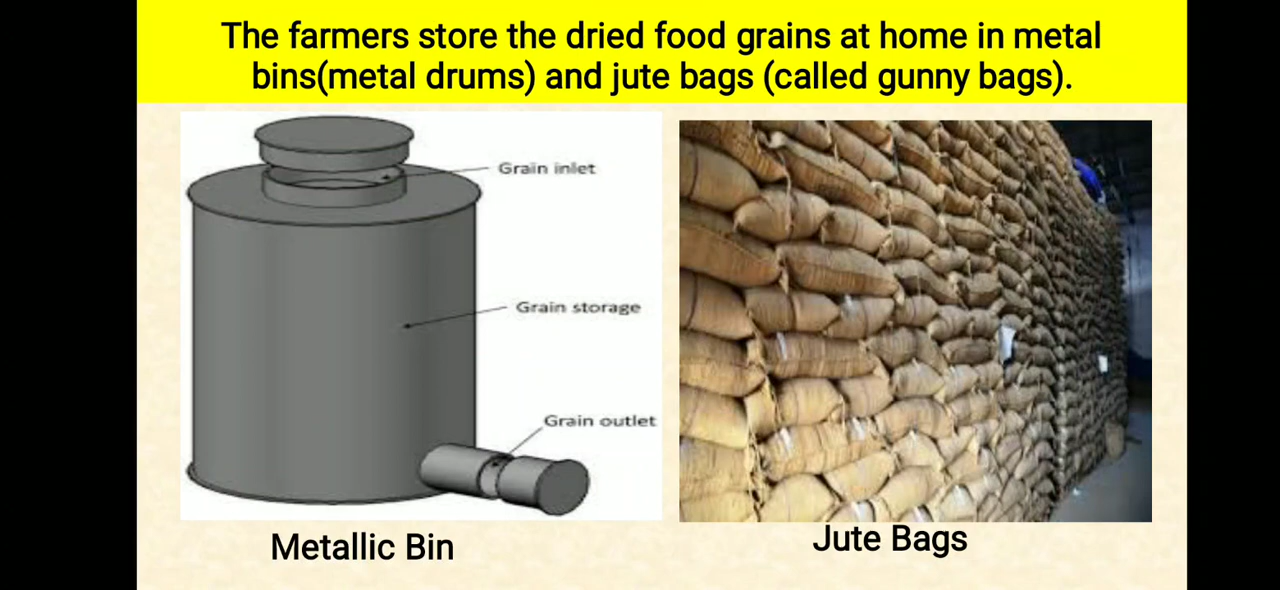 The farmers store the dried food grains at home in metal
bins(metal drums) and jute bags (called gunny bags).
Grain inlet
Grain storage
Grain outlet
Metallic Bin
Jute Bags